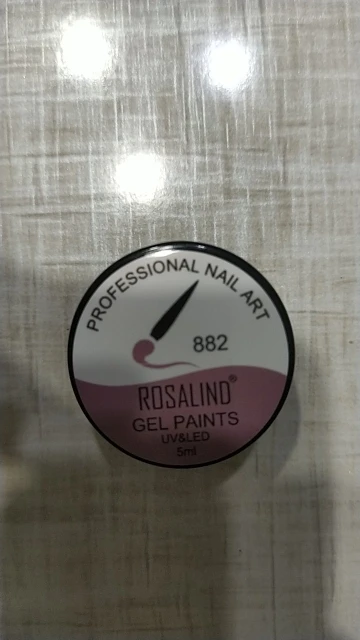 PROFESSIONAL NAIL ART
882
ROSALIND®
GEL PAINTS
UV&LED
5ml